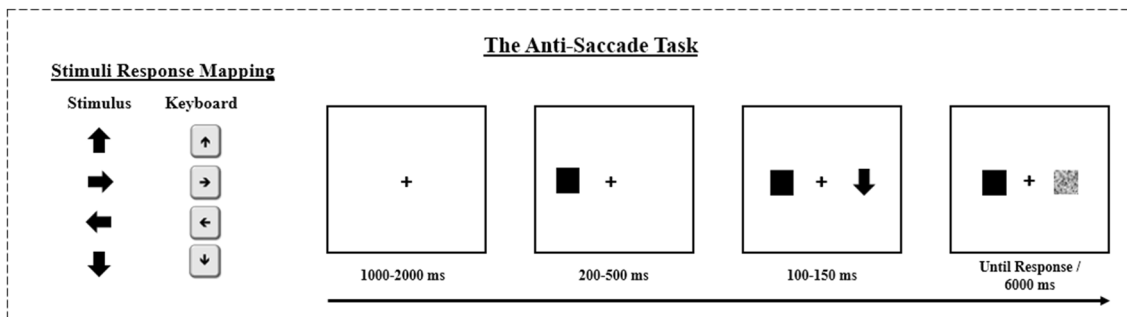 The Anti-Saccade Task
Stimuli Response Mapping
Stimulus Keyboard
1000-2000 ms
200-500 ms
100-150 ms
Until Response /
6000 ms